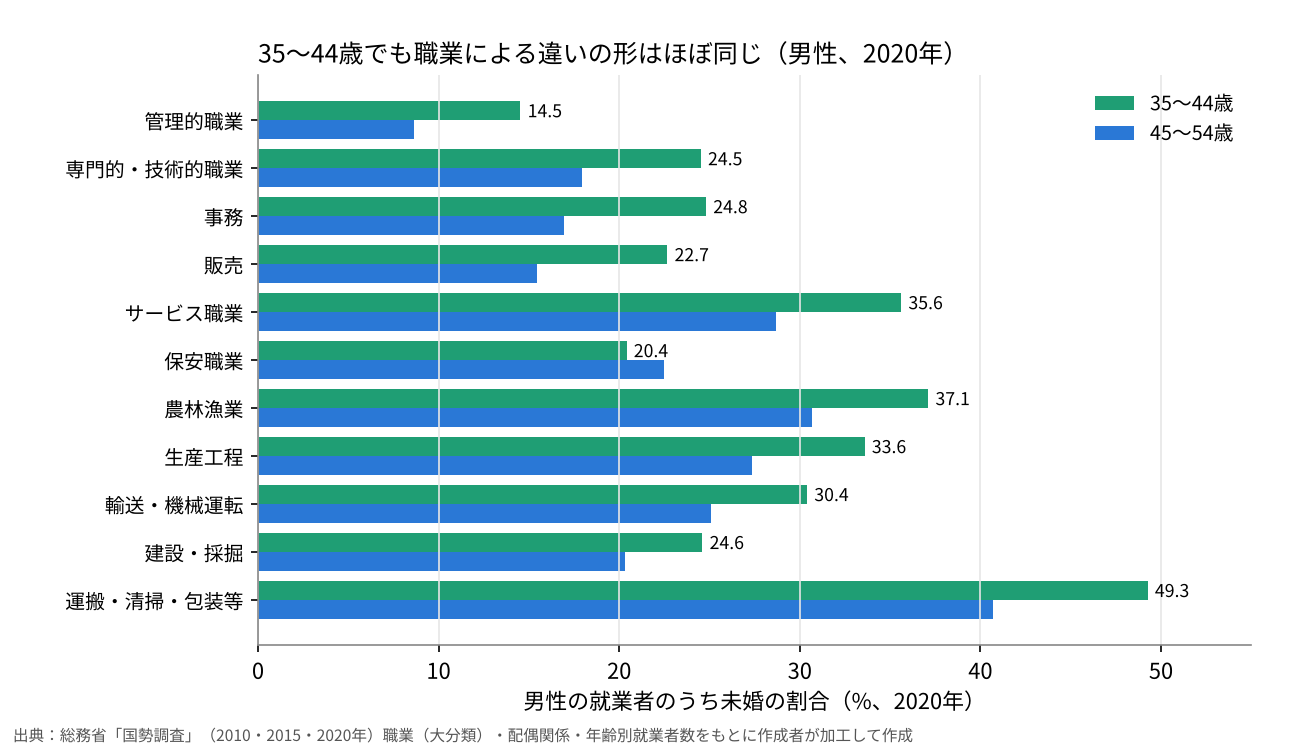 35〜44歳でも職業による違いの形はほぼ同じ（男性、2020年）
35〜44歳
45〜54歳
管理的職業
14.5
専門的・技術的職業
24.5
事務
24.8
販売
22.7
サービス職業
35.6
保安職業
20.4
農林漁業
37.1
生産工程
33.6
輸送・機械運転
30.4
建設・採掘
24.6
運搬・清掃・包装等
49.3
0 10 20 30 40 50
男性の就業者のうち未婚の割合（%、2020年）
出典：総務省「国勢調査」（2010・2015・2020年）職業（大分類）・配偶関係・年齢別就業者数をもとに作成者が加工して作成